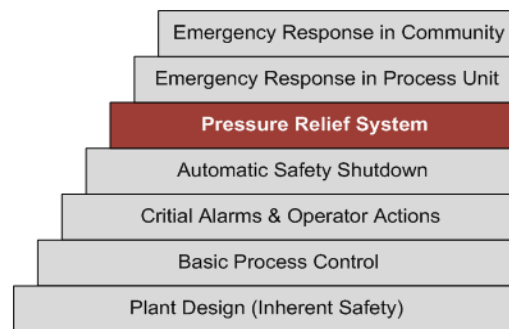 Emergency Response in Community
Emergency Response in Process Unit
Pressure Relief System
Automatic Safety Shutdown
Critial Alarms & Operator Actions
Basic Process Control
Plant Design (Inherent Safety)